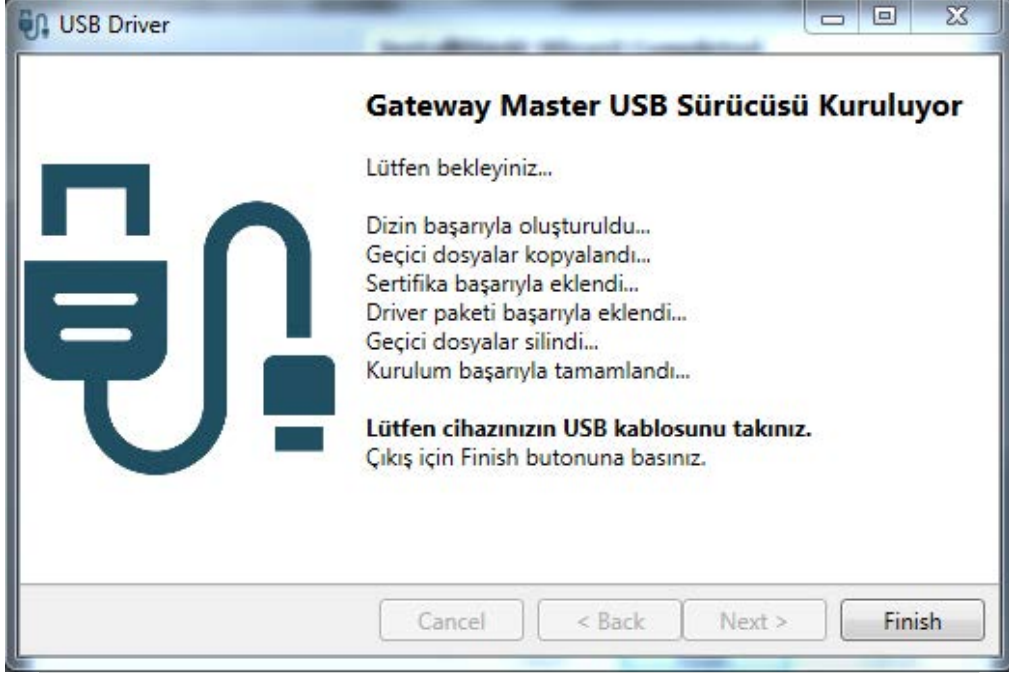 USB Driver
Gateway Master USB Sürücüsü Kuruluyor
Lütfen bekleyiniz...
Dizin başarıyla oluşturuldu...
Geçici dosyalar kopyalandı...
Sertifika başarıyla eklendi...
Driver paketi başarıyla eklendi...
Geçici dosyalar silindi...
Kurulum başarıyla tamamlandı...
Lütfen cihazınızın USB kablosunu takınız.
Çıkış için Finish butonuna basınız.
Cancel < Back Next > Finish